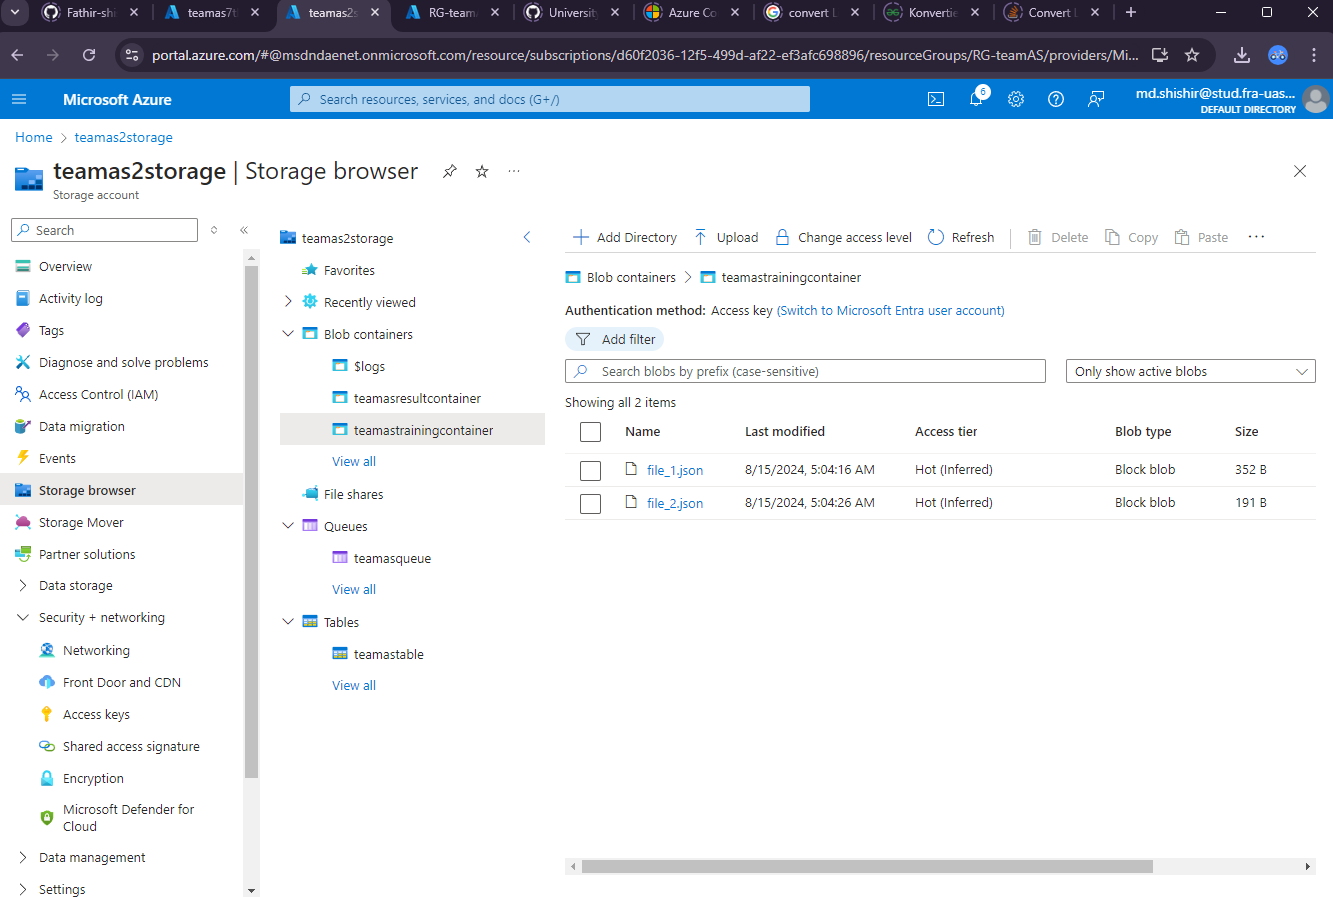 Fathir-shi
teamas7ti
teamas2s
RG-team
University
Azure Co
convert L
Konvertie
Convert L
portal.azure.com/#@msdndaenet.onmicrosoft.com/resource/subscriptions/d60f2036-12f5-499d-af22-ef3afc698896/resourceGroups/RG-teamAS/providers/Mi...
Microsoft Azure
Search resources, services, and docs (G+/)
6
md.shishir@stud.fra-uas...
DEFAULT DIRECTORY
Home > teamas2storage
teamas2storage | Storage browser
Storage account
Search
Overview
Activity log
Tags
Diagnose and solve problems
Access Control (IAM)
Data migration
Events
Storage browser
Storage Mover
Partner solutions
Data storage
Security + networking
Networking
Front Door and CDN
Access keys
Shared access signature
Encryption
Microsoft Defender for
Cloud
Data management
Settings
teamas2storage
Favorites
Recently viewed
Blob containers
$logs
teamasresultcontainer
teamastrainingcontainer
View all
File shares
Queues
teamasqueue
View all
Tables
teamastable
View all
Add Directory Upload Change access level Refresh Delete Copy Paste ...
Blob containers > teamastrainingcontainer
Authentication method: Access key (Switch to Microsoft Entra user account)
Add filter
Search blobs by prefix (case-sensitive) Only show active blobs
Showing all 2 items
Name Last modified Access tier Blob type Size
file_1.json 8/15/2024, 5:04:16 AM Hot (Inferred) Block blob 352 B
file_2.json 8/15/2024, 5:04:26 AM Hot (Inferred) Block blob 191 B